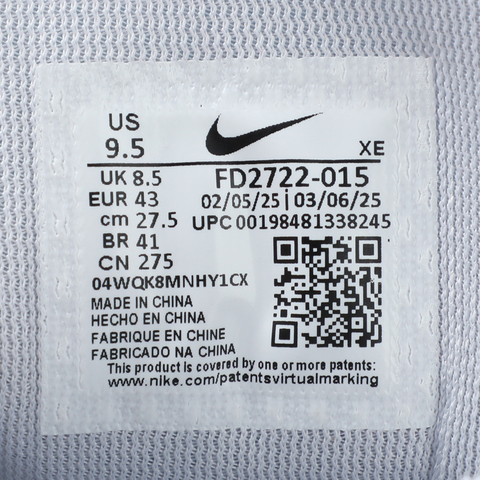 US
9.5
XE
UK 8.5
FD2722-015
EUR 43
02/05/25 | 03/06/25
cm 27.5
UPC 00198481338245
BR 41
CN 275
04WQK8MNHY1CX
MADE IN CHINA
HECHO EN CHINA
FABRIQUE EN CHINE
FABRICADO NA CHINA
This product is covered by one or more patents:
www.nike.com/patentsvirtualmarking